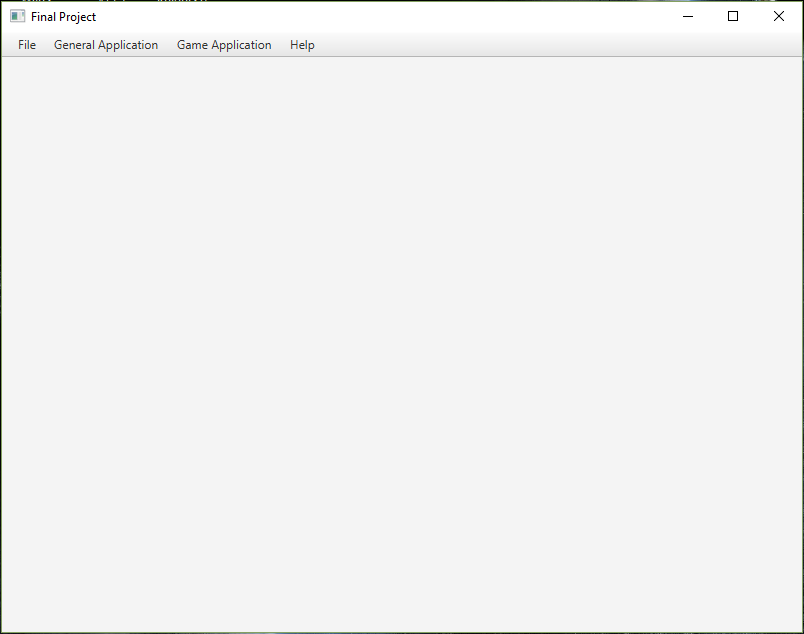 Final Project
File General Application Game Application Help